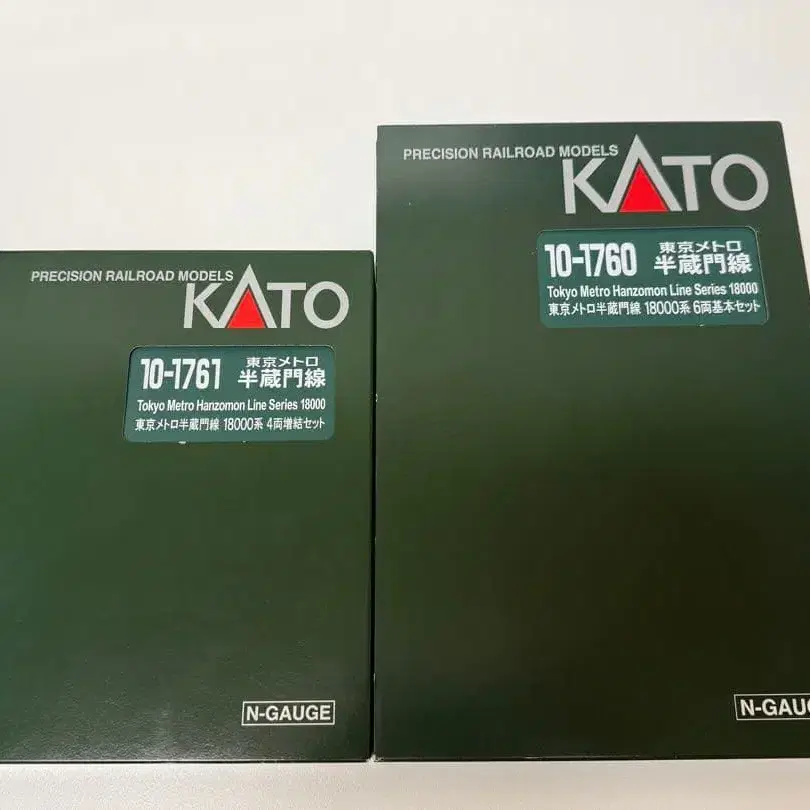 PRECISION RAILROAD MODELS
KATO
10-1761
東京メトロ
半蔵門線
Tokyo Metro Hanzomon Line Series 18000
東京メトロ半蔵門線 18000系 4両増結セット
N-GAUGE
PRECISION RAILROAD MODELS
KATO
10-1760
東京メトロ
半蔵門線
Tokyo Metro Hanzomon Line Series 18000
東京メトロ半蔵門線 18000系 6両基本セット
N-GAUG